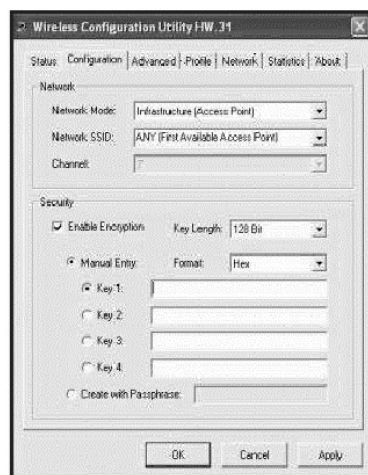 Wireless Configuration Utility HW.31
Status Configuration Advanced Profile Network Statistics About
Network
Network Mode: Infrastructure (Access Point)
Network SSID: ANY (First Available Access Point)
Channel: 7
Security
Enable Encryption Key Length: 128 Bit
Manual Entry: Format: Hex
Key 1:
Key 2:
Key 3:
Key 4:
Create with Passphrase:
OK Cancel Apply